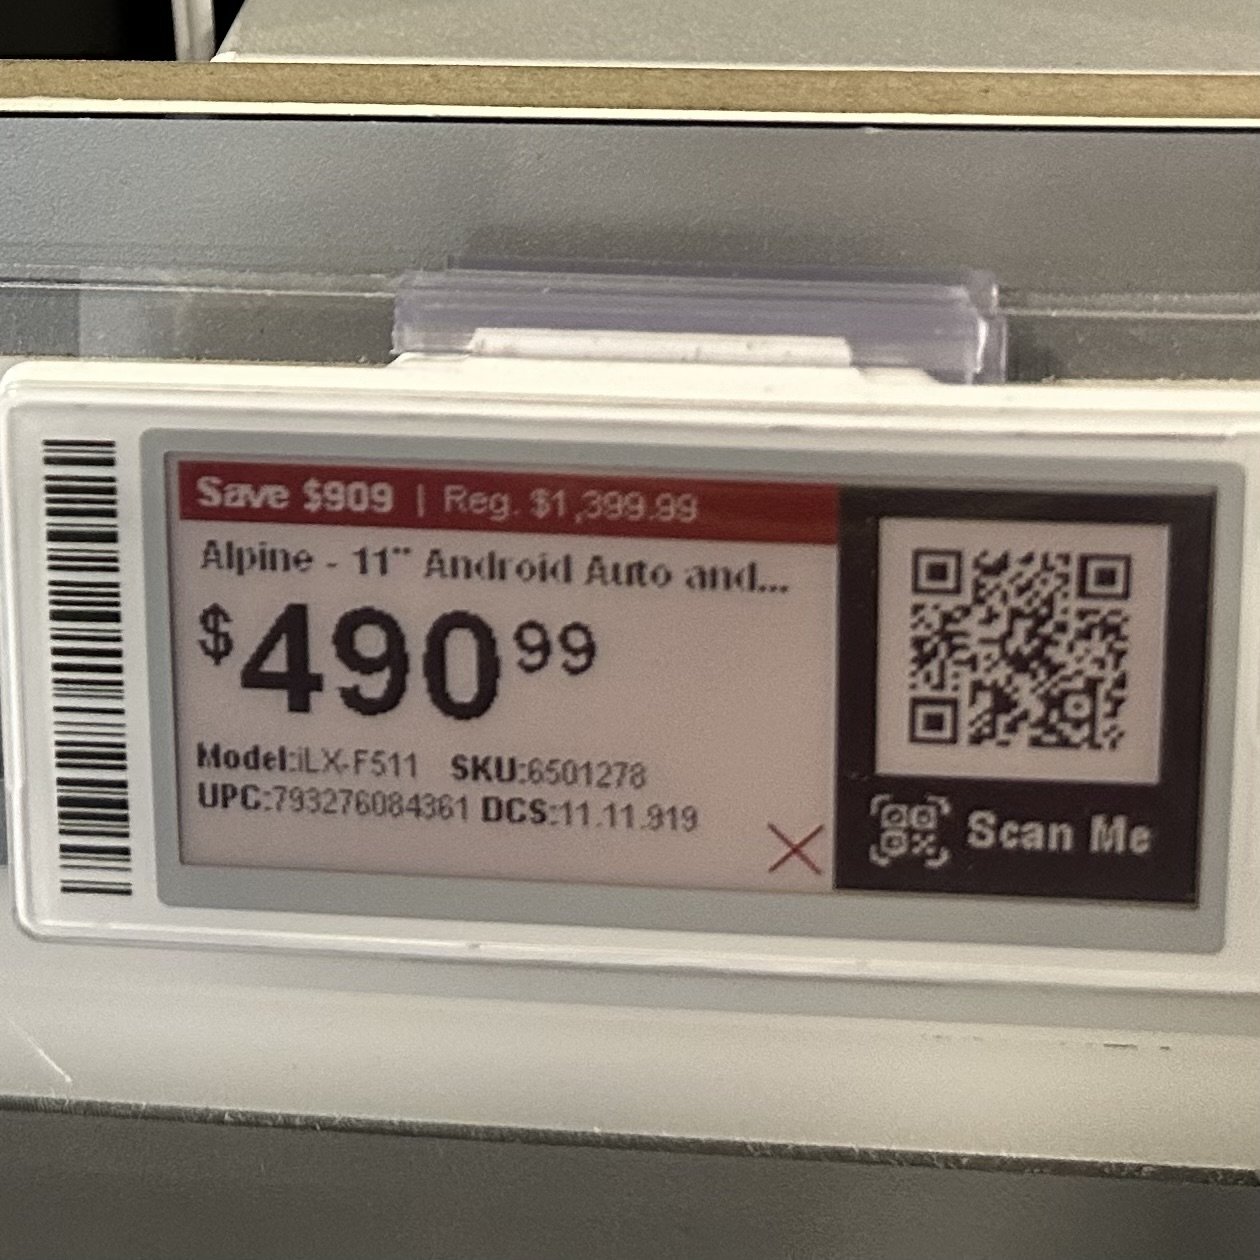 Save $909 | Reg. $1,399.99
Alpine - 11" Android Auto and...
$490.99
Model:iLX-F511 SKU:6501278
UPC:793276084361 DCS:11.11.919
Scan Me